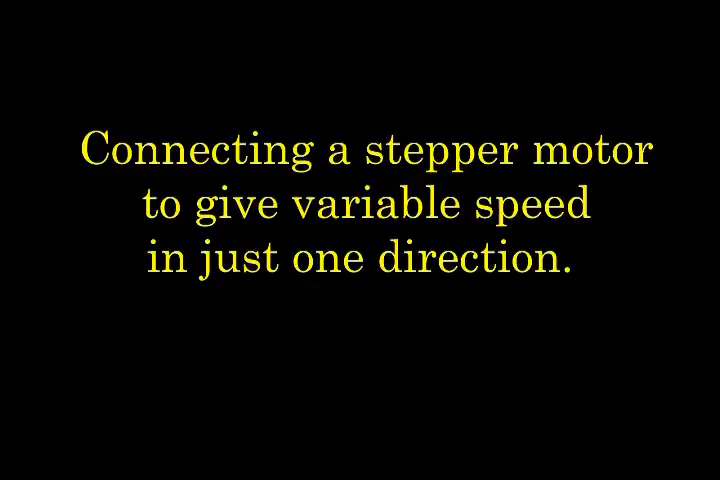 Connecting a stepper motor
to give variable speed
in just one direction.